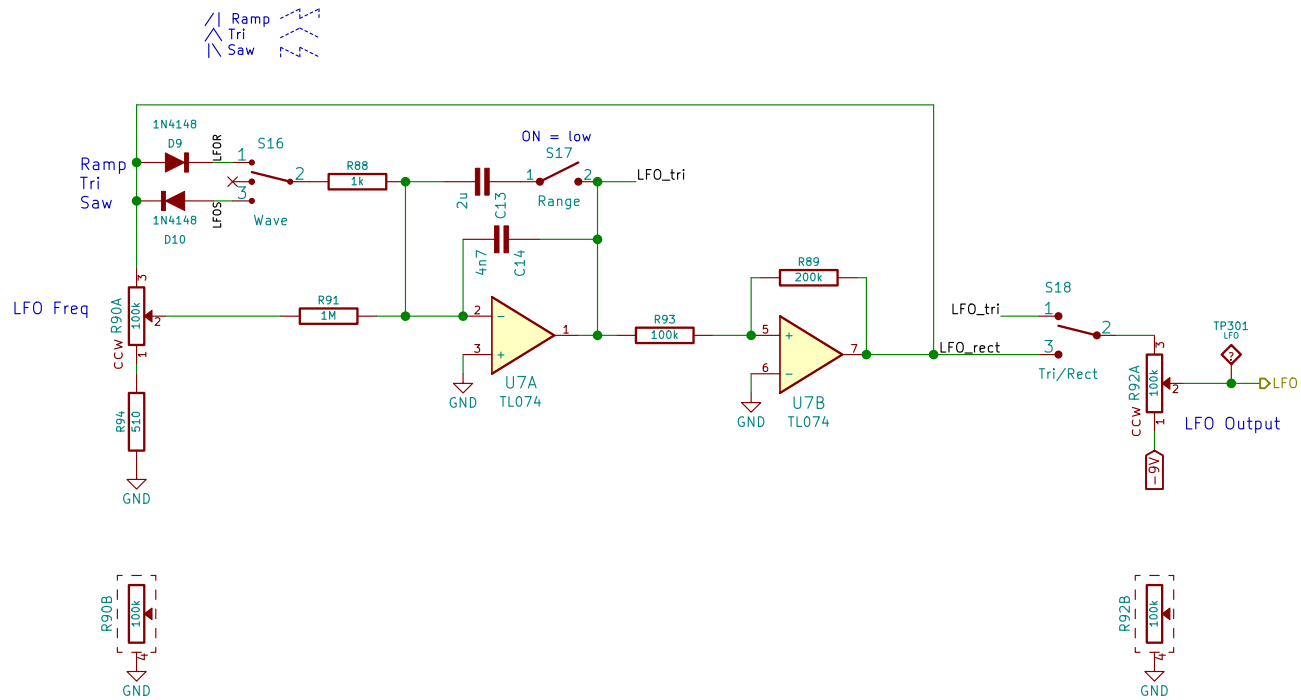 /| Ramp
/\ Tri
|\ Saw
1N4148
D9
LFOR
S16
1
2
3
Wave
Ramp
Tri
Saw
LFOS
1N4148
D10
R88
1k
ON = low
S17
1
2
Range
LFO_tri
2u
C13
4n7
C14
LFO Freq
R90A
100k
CCW
3
2
1
R91
1M
R94
510
GND
2
3
1
−
+
GND
U7A
TL074
R93
100k
R89
200k
5
6
7
+
−
GND
U7B
TL074
LFO_rect
LFO_tri
S18
1
2
3
Tri/Rect
R92A
100k
CCW
3
2
1
-9V
TP301
LFO
?
LFO
LFO Output
R90B
100k
4
GND
R92B
100k
4
GND